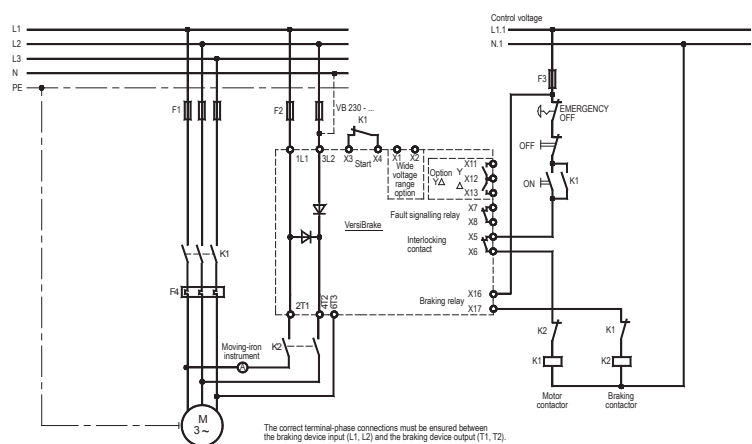 Control voltage
L1
L1.1
L2
N.1
L3
N
PE
F1
F2
VB 230 - ...
K1
F3
EMERGENCY
OFF
OFF
ON
K1
1L1
3L2
X3
X4
Start
X1
X2
Wide
voltage
range
option
Option
Y
Y△
△
X11
X12
X13
X7
X8
Fault signalling relay
VersiBrake
Interlocking
contact
X5
X6
K1
F4
Braking relay
X16
X17
2T1
4T2
6T3
K2
Moving-iron
instrument
A
K2
K1
K1
K2
Motor
contactor
Braking
contactor
M
3 ~
The correct terminal-phase connections must be ensured between
the braking device input (L1, L2) and the braking device output (T1, T2).